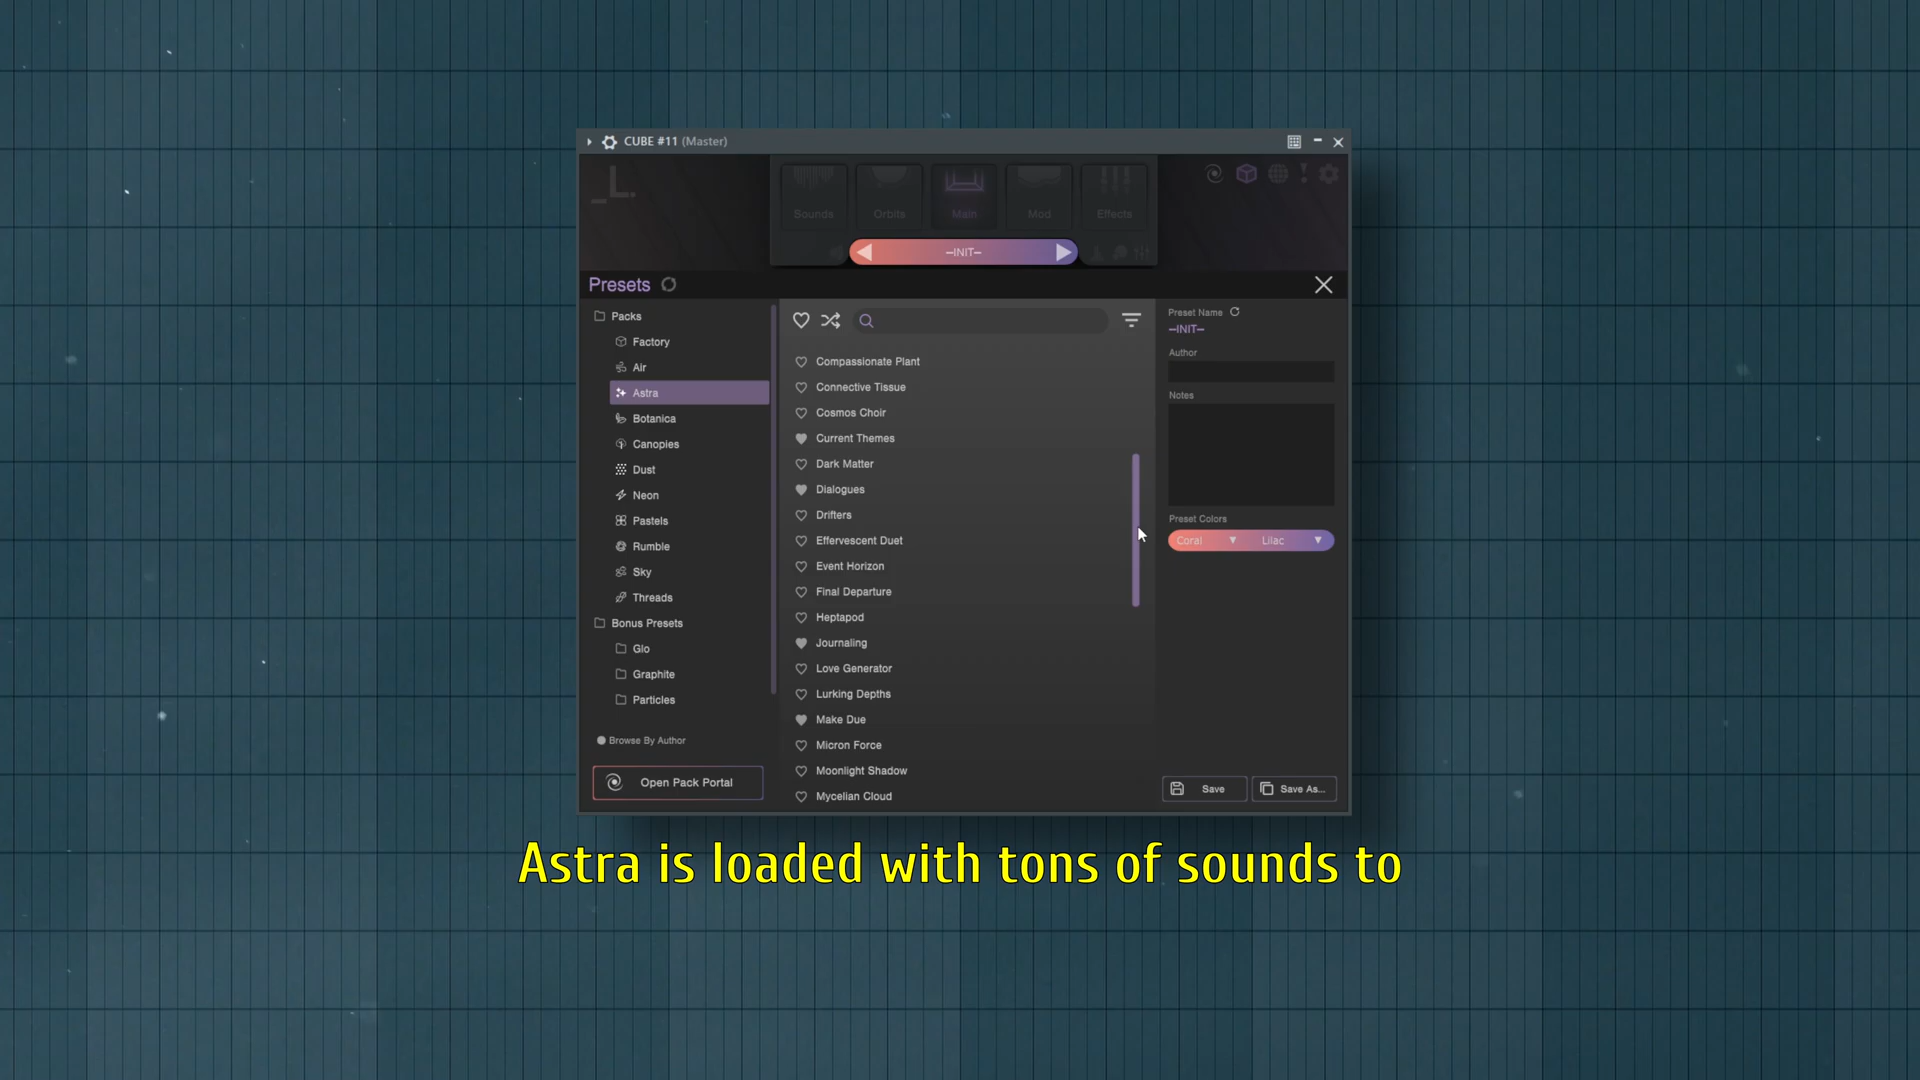 CUBE #11 (Master)
_L.
Sounds
Orbits
Main
Mod
Effects
–INIT–
Presets
Packs
Factory
Air
Astra
Botanica
Canopies
Dust
Neon
Pastels
Rumble
Sky
Threads
Bonus Presets
Glo
Graphite
Particles
Browse By Author
Open Pack Portal
Compassionate Plant
Connective Tissue
Cosmos Choir
Current Themes
Dark Matter
Dialogues
Drifters
Effervescent Duet
Event Horizon
Final Departure
Heptapod
Journaling
Love Generator
Lurking Depths
Make Due
Micron Force
Moonlight Shadow
Mycelian Cloud
Preset Name
–INIT–
Author
Notes
Preset Colors
Coral
Lilac
Save
Save As...
Astra is loaded with tons of sounds to